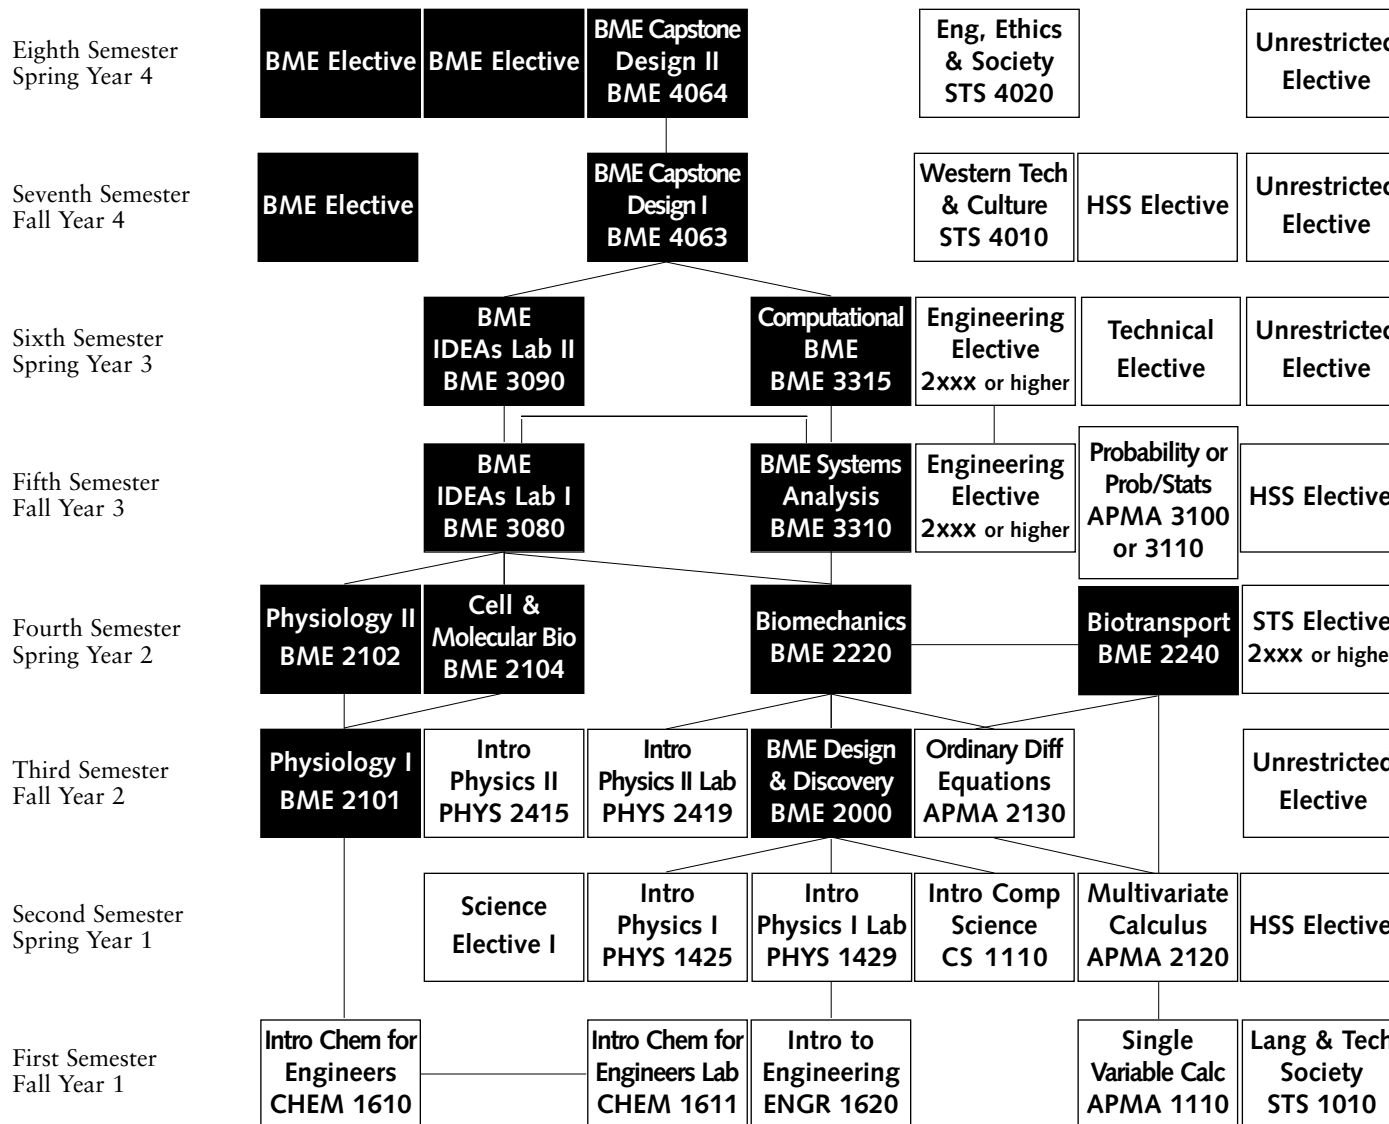 Eighth Semester
Spring Year 4
BME Elective
BME Elective
BME Capstone
Design II
BME 4064
Eng, Ethics
& Society
STS 4020
Unrestricted
Elective
Seventh Semester
Fall Year 4
BME Elective
BME Capstone
Design I
BME 4063
Western Tech
& Culture
STS 4010
HSS Elective
Unrestricted
Elective
Sixth Semester
Spring Year 3
BME
IDEAs Lab II
BME 3090
Computational
BME
BME 3315
Engineering
Elective
2xxx or higher
Technical
Elective
Unrestricted
Elective
Fifth Semester
Fall Year 3
BME
IDEAs Lab I
BME 3080
BME Systems
Analysis
BME 3310
Engineering
Elective
2xxx or higher
Probability or
Prob/Stats
APMA 3100
or 3110
HSS Elective
Fourth Semester
Spring Year 2
Physiology II
BME 2102
Cell &
Molecular Bio
BME 2104
Biomechanics
BME 2220
Biotransport
BME 2240
STS Elective
2xxx or highe
Third Semester
Fall Year 2
Physiology I
BME 2101
Intro
Physics II
PHYS 2415
Intro
Physics II Lab
PHYS 2419
BME Design
& Discovery
BME 2000
Ordinary Diff
Equations
APMA 2130
Unrestricted
Elective
Second Semester
Spring Year 1
Science
Elective I
Intro
Physics I
PHYS 1425
Intro
Physics I Lab
PHYS 1429
Intro Comp
Science
CS 1110
Multivariate
Calculus
APMA 2120
HSS Elective
First Semester
Fall Year 1
Intro Chem for
Engineers
CHEM 1610
Intro Chem for
Engineers Lab
CHEM 1611
Intro to
Engineering
ENGR 1620
Single
Variable Calc
APMA 1110
Lang & Tech
Society
STS 1010